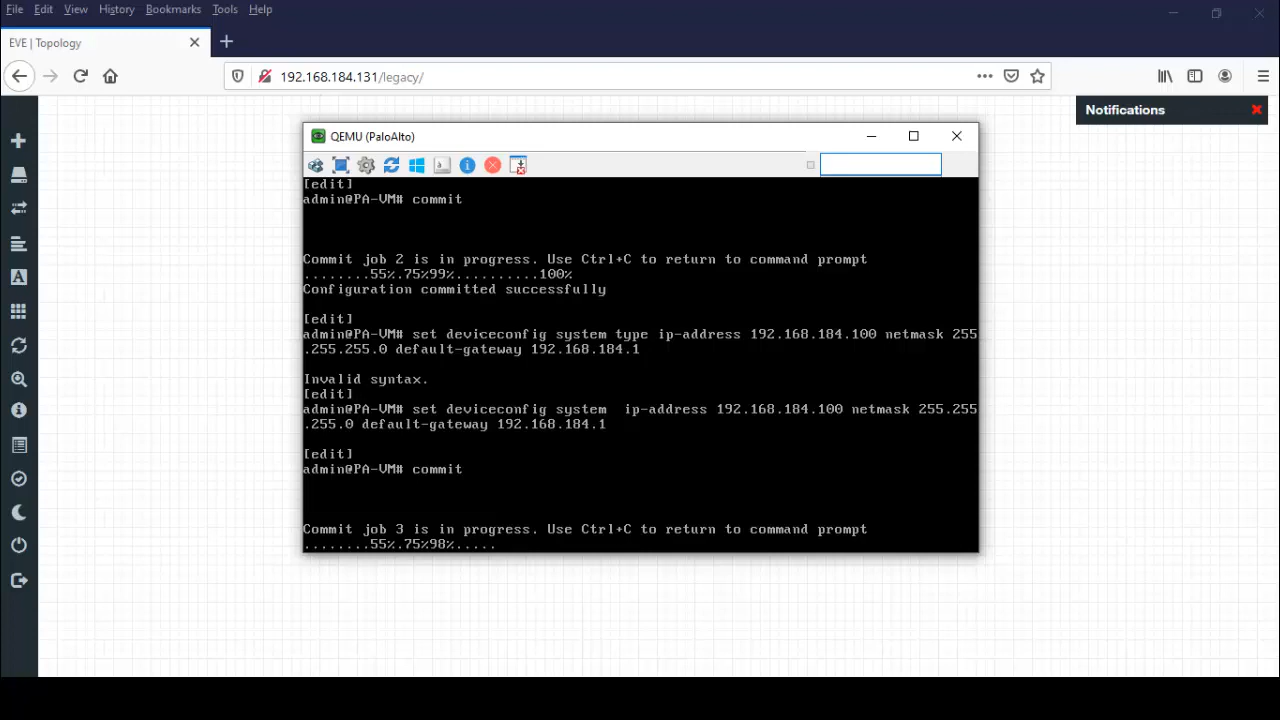 File Edit View History Bookmarks Tools Help
EVE | Topology
192.168.184.131/legacy/
Notifications
QEMU (PaloAlto)
[edit]
admin@PA-VM# commit
Commit job 2 is in progress. Use Ctrl+C to return to command prompt
........55%.75%99%..........100%
Configuration committed successfully
[edit]
admin@PA-VM# set deviceconfig system type ip-address 192.168.184.100 netmask 255
.255.255.0 default-gateway 192.168.184.1
Invalid syntax.
[edit]
admin@PA-VM# set deviceconfig system  ip-address 192.168.184.100 netmask 255.255
.255.0 default-gateway 192.168.184.1
[edit]
admin@PA-VM# commit
Commit job 3 is in progress. Use Ctrl+C to return to command prompt
........55%.75%98%.....